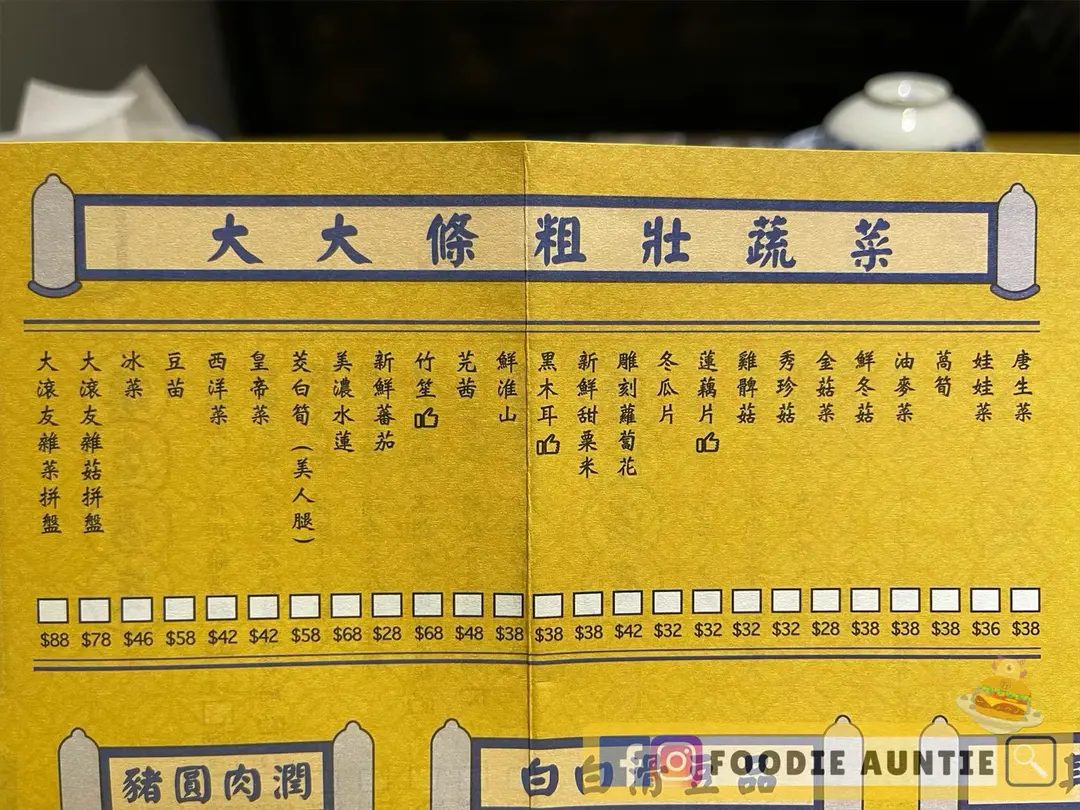 大大條粗壯蔬菜
唐生菜
娃娃菜
萵筍
油麥菜
鮮冬菇
金菇菜
秀珍菇
雞髀菇
蓮藕片
冬瓜片
雕刻蘿蔔花
新鮮甜粟米
黑木耳
鮮淮山
芫茜
竹笙
新鮮蕃茄
美濃水蓮
茭白筍（美人腿）
皇帝菜
西洋菜
豆苗
冰菜
大滾友雜菇拼盤
大滾友雜菜拼盤
$88 $78 $46 $58 $42 $42 $58 $68 $28 $68 $48 $38 $38 $38 $42 $32 $32 $32 $32 $28 $38 $38 $38 $36 $38
豬圓肉潤
白白滑豆品
FOODIE AUNTIE